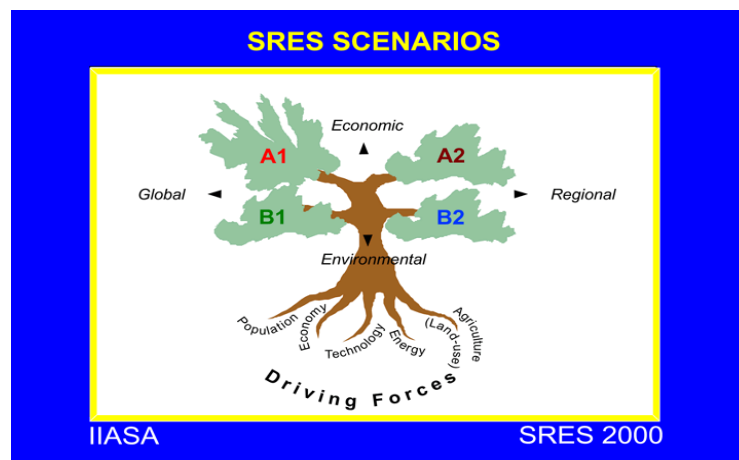 SRES SCENARIOS
Economic
A1
A2
Global
Regional
B1
B2
Environmental
Population
Economy
Technology
Energy
Agriculture
(Land-use)
Driving Forces
IIASA
SRES 2000